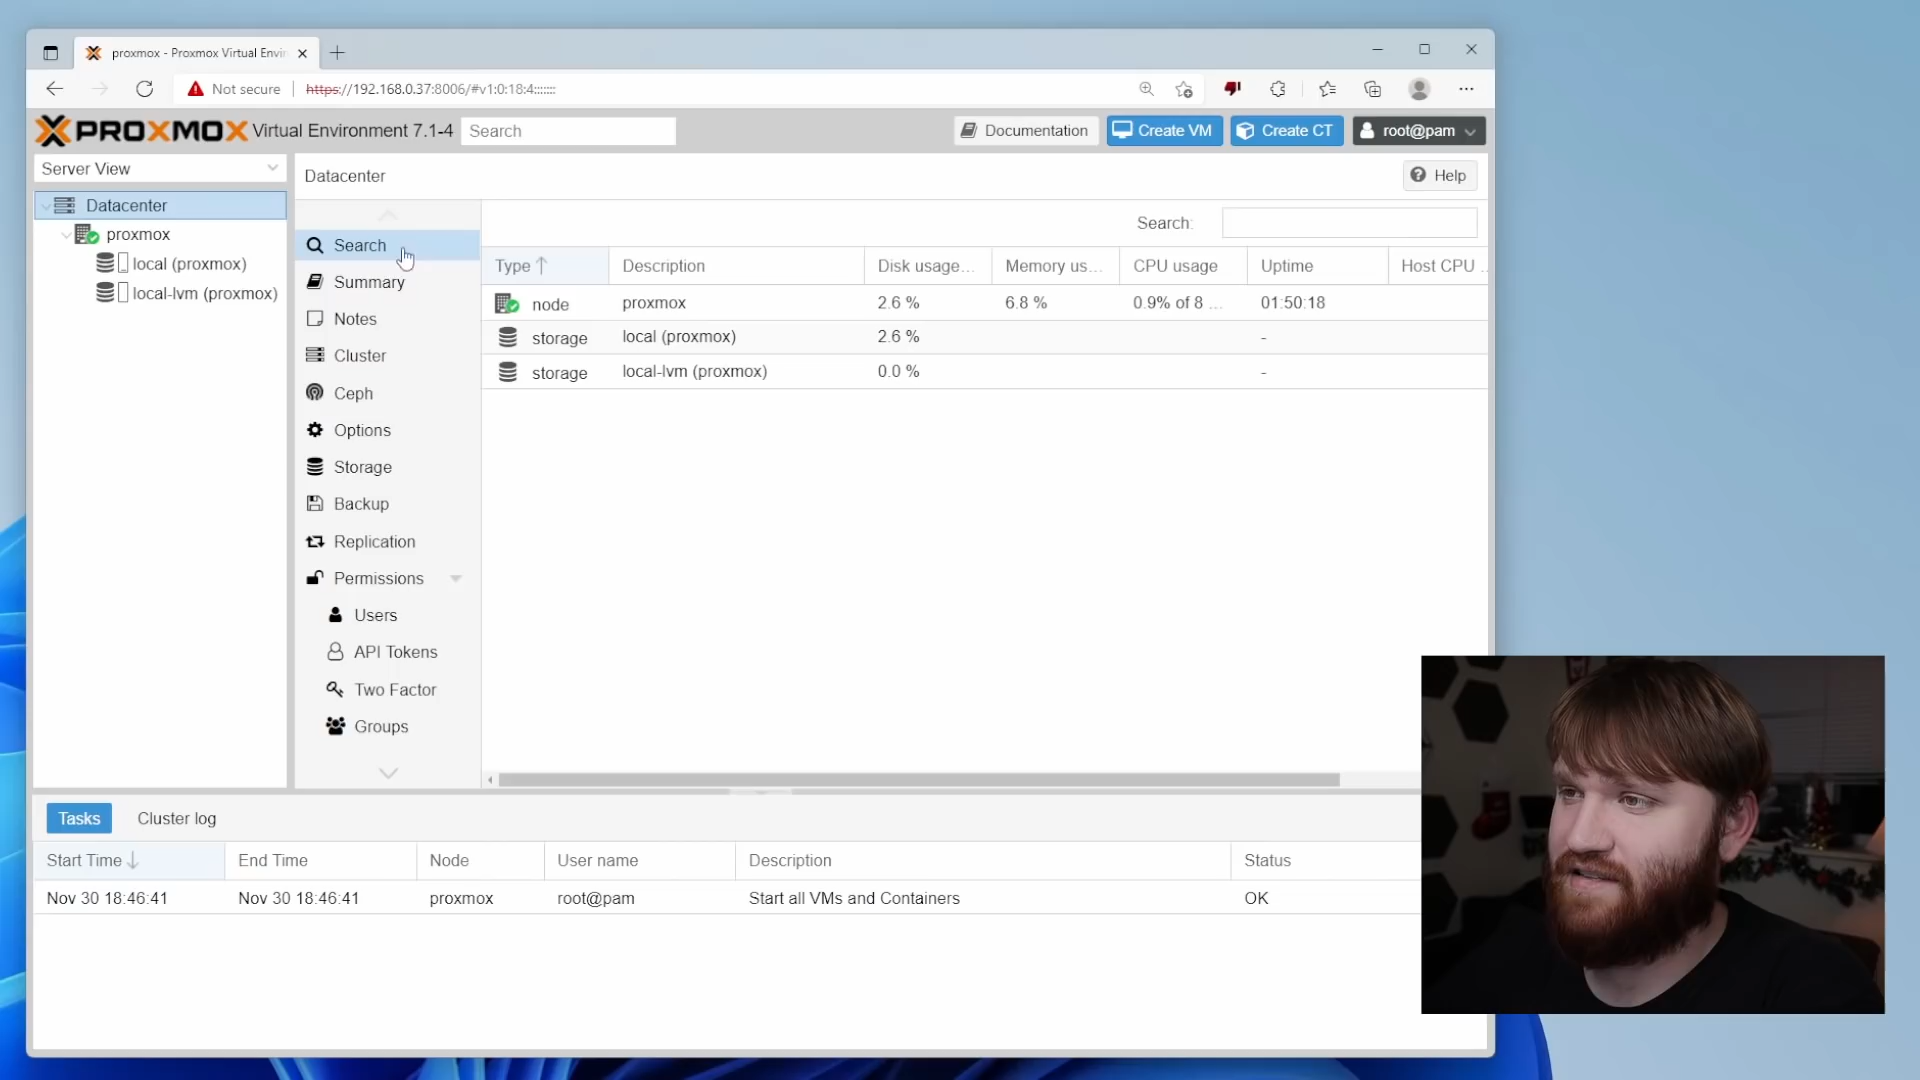 proxmox - Proxmox Virtual Envir
Not secure
https://192.168.0.37:8006/#v1:0:18:4:::::::
PROXMOX Virtual Environment 7.1-4
Search
Documentation
Create VM
Create CT
root@pam
Server View
Datacenter
proxmox
local (proxmox)
local-lvm (proxmox)
Datacenter
Help
Search
Summary
Notes
Cluster
Ceph
Options
Storage
Backup
Replication
Permissions
Users
API Tokens
Two Factor
Groups
Search:
Type Description Disk usage... Memory us... CPU usage Uptime Host CPU ..
node proxmox 2.6 % 6.8 % 0.9% of 8 ... 01:50:18
storage local (proxmox) 2.6 % -
storage local-lvm (proxmox) 0.0 % -
Tasks Cluster log
Start Time End Time Node User name Description Status
Nov 30 18:46:41 Nov 30 18:46:41 proxmox root@pam Start all VMs and Containers OK